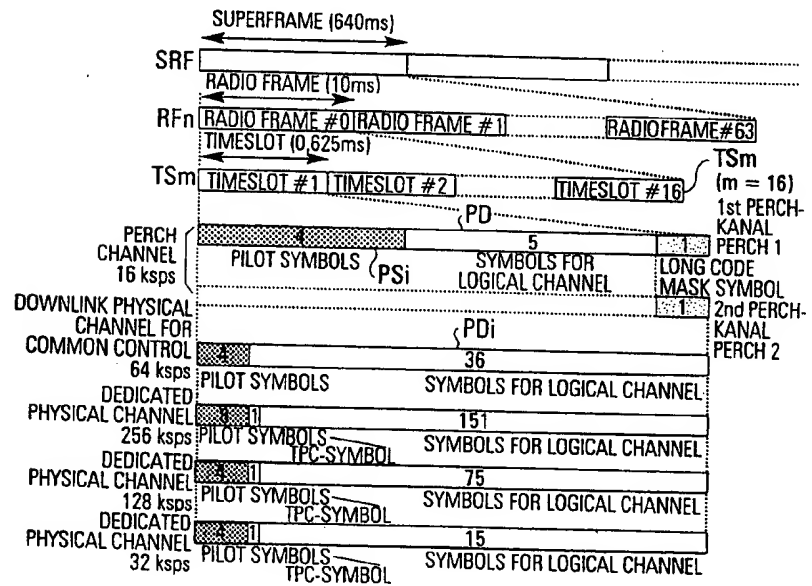 SUPERFRAME (640ms)
SRF
RADIO FRAME (10ms)
RFn
RADIO FRAME #0 RADIO FRAME #1 RADIOFRAME#63
TIMESLOT (0,625ms)
TSm
TIMESLOT #1 TIMESLOT #2 TIMESLOT #16
TSm
(m = 16)
1st PERCH-
KANAL
PERCH 1
PD
PERCH
CHANNEL
16 ksps
4 5 1
PILOT SYMBOLS
PSi
SYMBOLS FOR
LOGICAL CHANNEL
LONG CODE
MASK SYMBOL
1
2nd PERCH-
KANAL
PERCH 2
DOWNLINK PHYSICAL
CHANNEL FOR
COMMON CONTROL
64 ksps
PDi
4 36
PILOT SYMBOLS SYMBOLS FOR LOGICAL CHANNEL
DEDICATED
PHYSICAL CHANNEL
256 ksps
1 151
PILOT SYMBOLS SYMBOLS FOR LOGICAL CHANNEL
TPC-SYMBOL
DEDICATED
PHYSICAL CHANNEL
128 ksps
4 1 75
PILOT SYMBOLS SYMBOLS FOR LOGICAL CHANNEL
TPC-SYMBOL
DEDICATED
PHYSICAL CHANNEL
32 ksps
4 1 15
PILOT SYMBOLS SYMBOLS FOR LOGICAL CHANNEL
TPC-SYMBOL